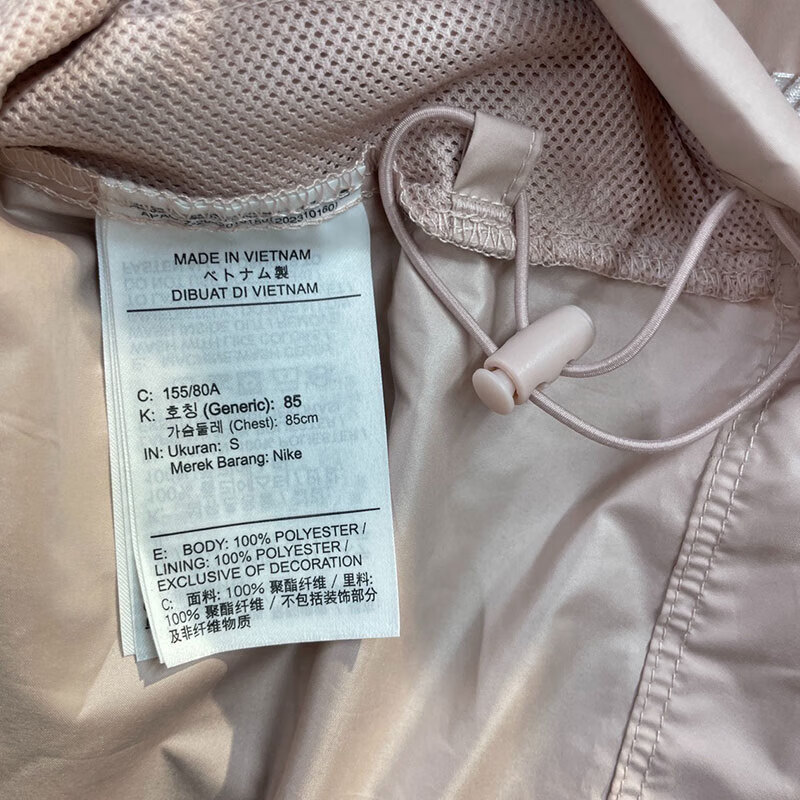 MADE IN VIETNAM
ベトナム製
DIBUAT DI VIETNAM
C: 155/80A
K: 호칭 (Generic): 85
가슴둘레 (Chest): 85cm
IN: Ukuran: S
Merek Barang: Nike
E: BODY: 100% POLYESTER /
LINING: 100% POLYESTER /
EXCLUSIVE OF DECORATION
C: 面料: 100% 聚酯纤维 / 里料:
100% 聚酯纤维 / 不包括装饰部分
及非纤维物质